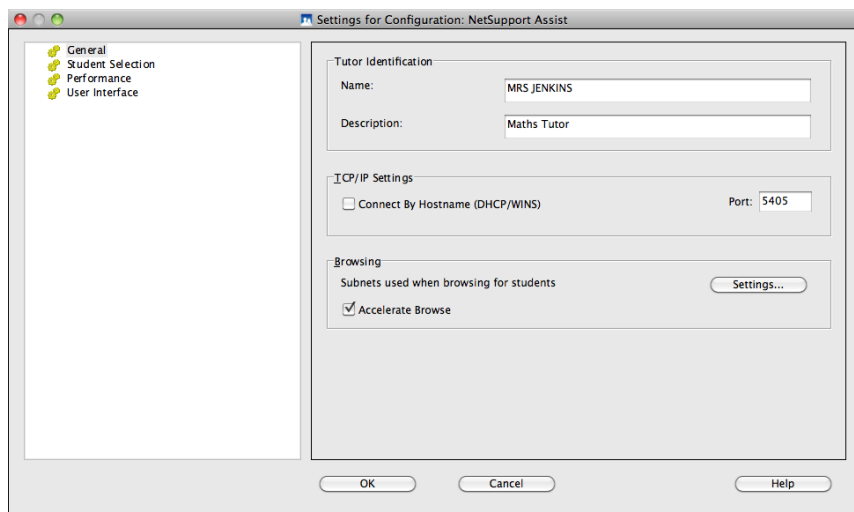 Settings for Configuration: NetSupport Assist
General
Student Selection
Performance
User Interface
Tutor Identification
Name: MRS JENKINS
Description: Maths Tutor
TCP/IP Settings
Connect By Hostname (DHCP/WINS) Port: 5405
Browsing
Subnets used when browsing for students Settings...
Accelerate Browse
OK Cancel Help